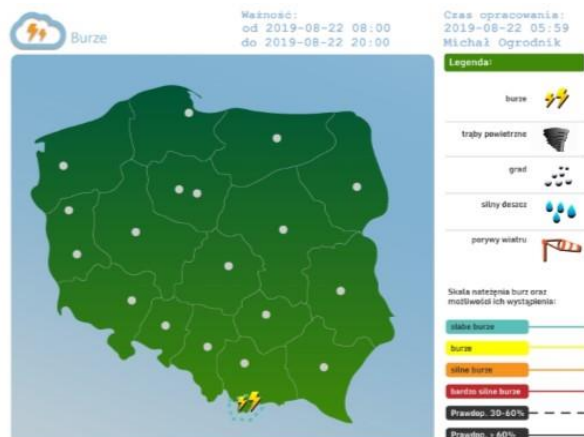 Burze
Ważność:
od 2019-08-22 08:00
do 2019-08-22 20:00
Czas opracowania:
2019-08-22 05:59
Michał Ogrodnik
Legenda:
burze
trąby powietrzne
grad
silny deszcz
porywy wiatru
Skala natężenia burz oraz
możliwości ich wystąpienia:
słabe burze
burze
silne burze
bardzo silne burze
Prawdop. 30-60%
Prawdop. >60%